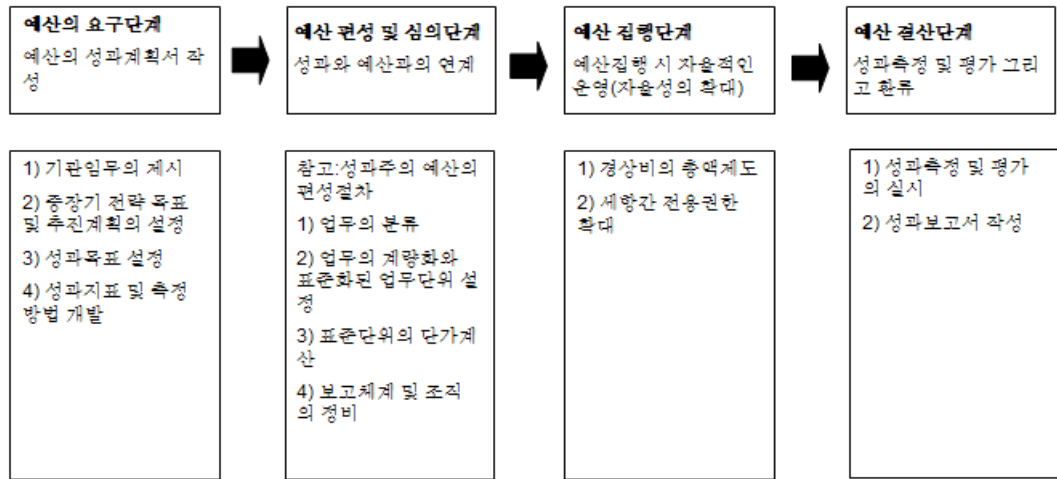 예산의 요구단계
예산의 성과계획서 작
성
예산 편성 및 심의단계
성과와 예산과의 연계
예산 집행단계
예산집행 시 자율적인
운영(자율성의 확대)
예산 결산단계
성과측정 및 평가 그리
고 환류
1) 기관임무의 제시
2) 중장기 전략 목표
및 추진계획의 설정
3) 성과목표 설정
4) 성과지표 및 측정
방법 개발
참고:성과주의 예산의
편성절차
1) 업무의 분류
2) 업무의 계량화와
표준화된 업무단위 설
정
3) 표준단위의 단가계
산
4) 보고체계 및 조직
의 정비
1) 경상비의 총액제도
2) 세항간 전용권한
확대
1) 성과측정 및 평가
의 실시
2) 성과보고서 작성